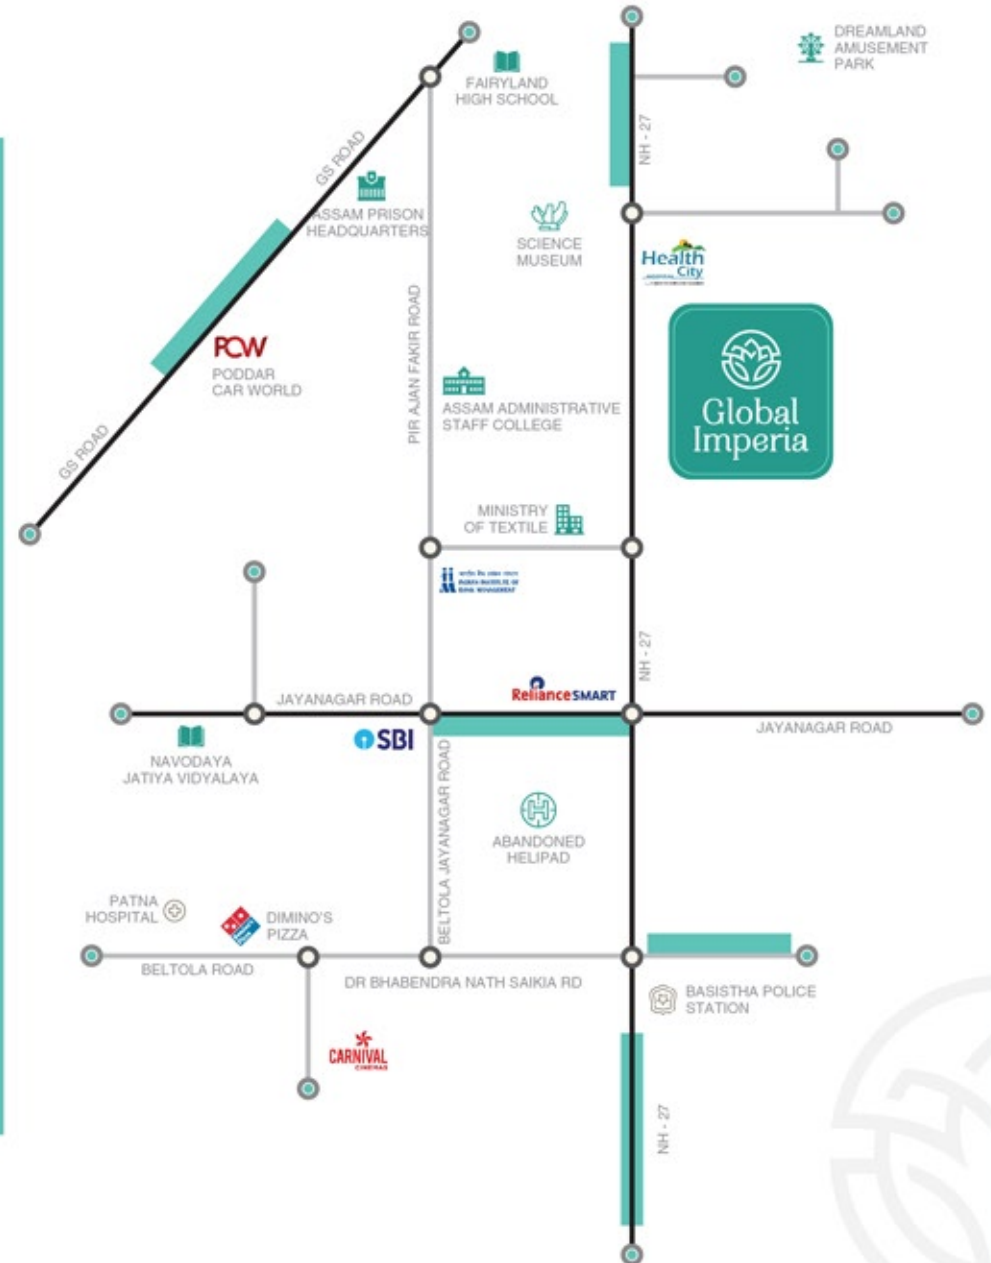 DREAMLAND
AMUSEMENT
PARK
FAIRYLAND
HIGH SCHOOL
NH - 27
GS ROAD
ASSAM PRISON
HEADQUARTERS
SCIENCE
MUSEUM
Health
City
PCW
PODDAR
CAR WORLD
PIR AJAN FAKIR ROAD
ASSAM ADMINISTRATIVE
STAFF COLLEGE
Global
Imperia
GS ROAD
MINISTRY
OF TEXTILE
NH - 27
JAYANAGAR ROAD
Reliance SMART
JAYANAGAR ROAD
SBI
NAVODAYA
JATIYA VIDYALAYA
BELTOLA JAYANAGAR ROAD
ABANDONED
HELIPAD
PATNA
HOSPITAL
DIMINO'S
PIZZA
BELTOLA ROAD
DR BHABENDRA NATH SAIKIA RD
BASISTHA POLICE
STATION
CARNIVAL
CINEMAS
NH - 27